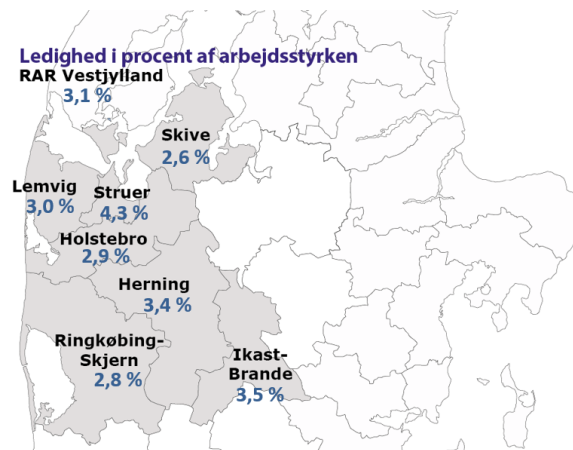 Ledighed i procent af arbejdsstyrken
RAR Vestjylland
3,1 %
Skive
2,6 %
Lemvig
3,0 %
Struer
4,3 %
Holstebro
2,9 %
Herning
3,4 %
Ringkøbing-
Skjern
2,8 %
Ikast-
Brande
3,5 %